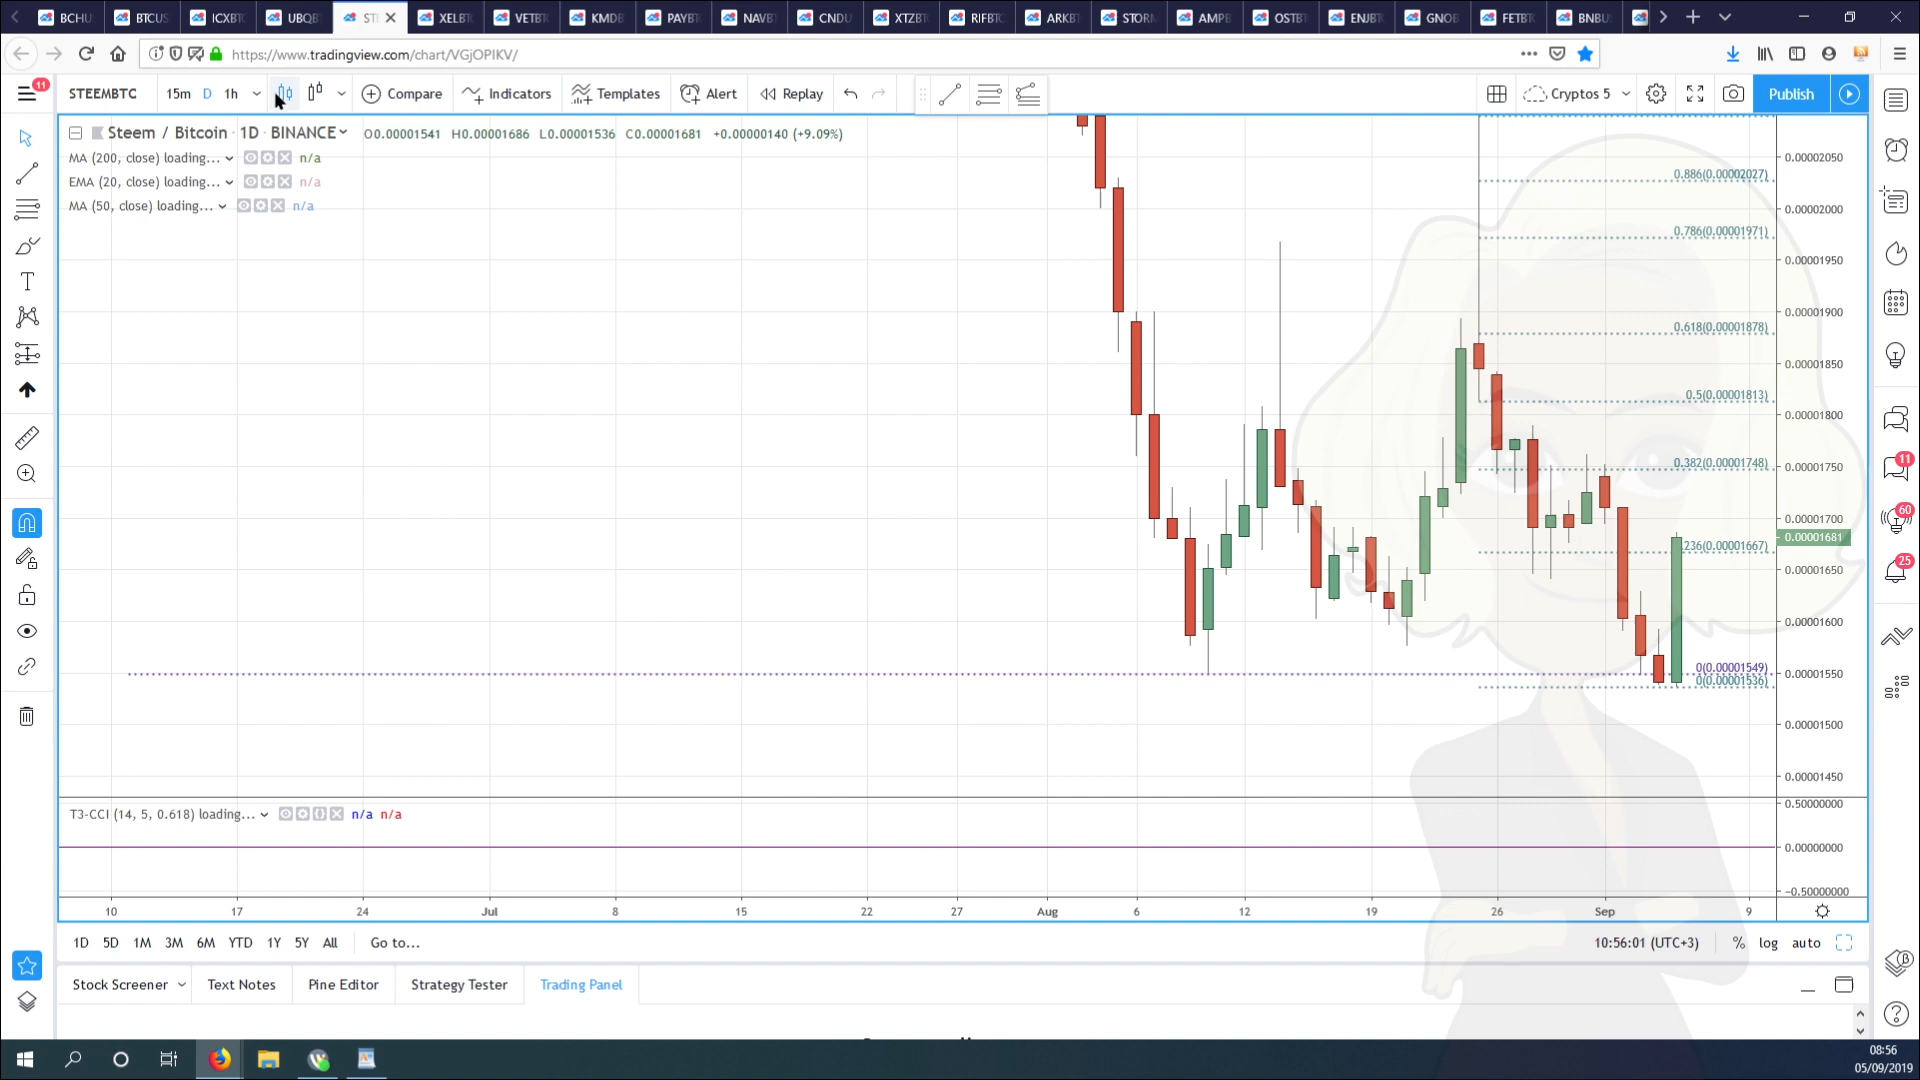 BCHU BTCUS ICXBT UBQB ST XELBT VETBT KMDB PAYBT NAVBT CNDU XTZBT RIFBTC ARKBT STORM AMPB OSTBT ENJBT GNOB FETBTC BNBU
https://www.tradingview.com/chart/VGjOPIKV/
11 STEEMBTC 15m D 1h Compare Indicators Templates Alert Replay Cryptos 5 Publish
Steem / Bitcoin · 1D · BINANCE O0.00001541 H0.00001686 L0.00001536 C0.00001681 +0.00000140 (+9.09%)
MA (200, close) loading... n/a
EMA (20, close) loading... n/a
MA (50, close) loading... n/a
0.00002050
0.886(0.00002027)
0.00002000
0.786(0.00001971)
0.00001950
0.00001900
0.618(0.00001878)
0.00001850
0.5(0.00001813)
0.00001800
0.382(0.00001748)
0.00001750
11
0.00001700
60
0.00001681
.236(0.00001667)
25
0.00001650
0.00001600
0(0.00001549)
0.00001550
0(0.00001536)
0.00001500
0.00001450
T3-CCI (14, 5, 0.618) loading... n/a n/a
0.50000000
0.00000000
−0.50000000
10 17 24 Jul 8 15 22 27 Aug 6 12 19 26 Sep 9
1D 5D 1M 3M 6M YTD 1Y 5Y All Go to... 10:56:01 (UTC+3) % log auto
Stock Screener Text Notes Pine Editor Strategy Tester Trading Panel
08:56
05/09/2019